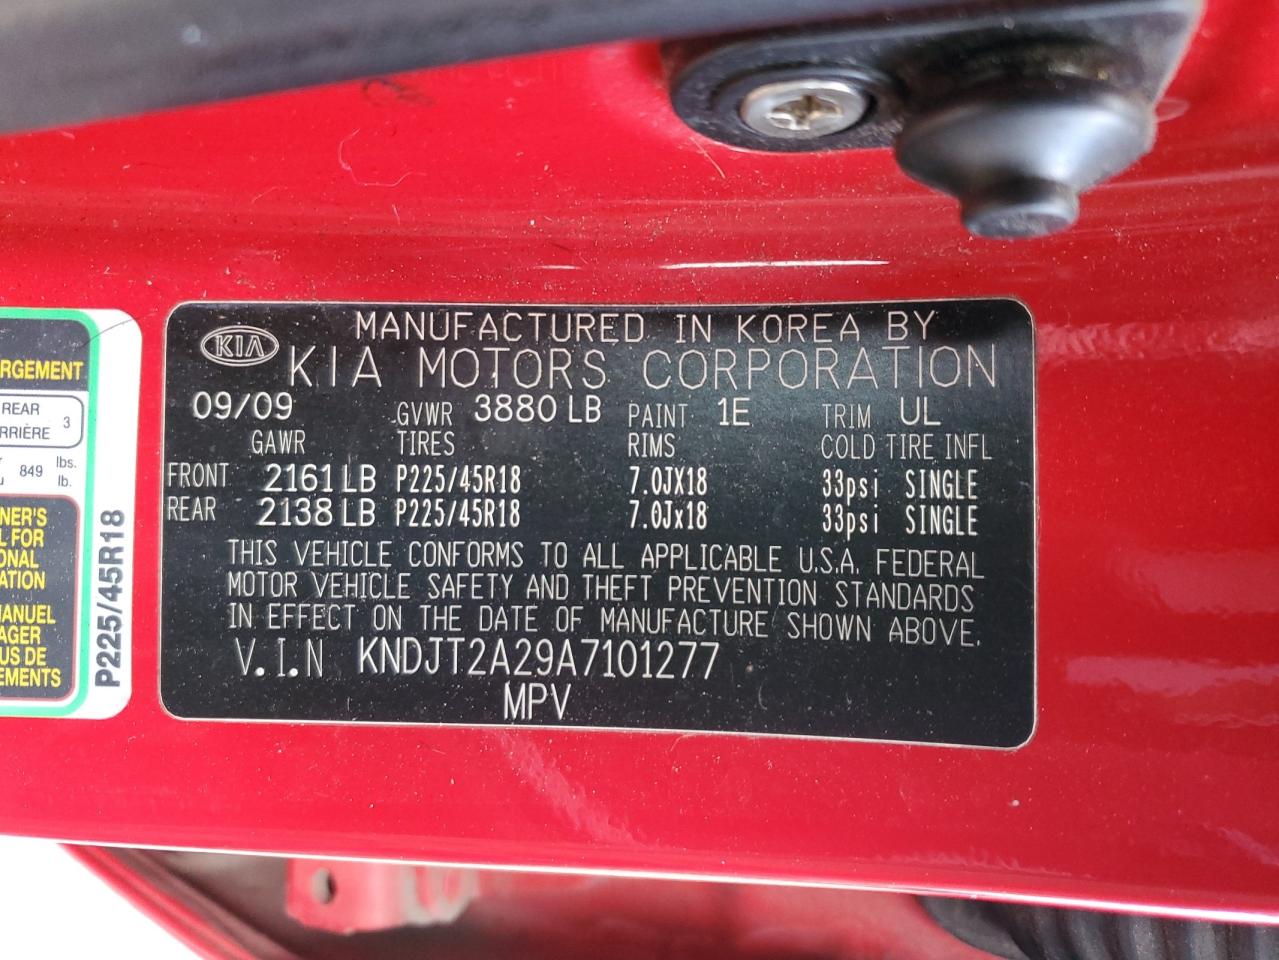 RGEMENT
REAR
RRIÈRE
3
849
lbs.
lb.
NER'S
L FOR
ONAL
ATION
MANUEL
AGER
US DE
EMENTS
P225/45R18
KIA
MANUFACTURED IN KOREA BY
KIA MOTORS CORPORATION
09/09 GVWR 3880 LB PAINT 1E TRIM UL
GAWR TIRES RIMS COLD TIRE INFL
FRONT 2161 LB P225/45R18 7.0JX18 33psi SINGLE
REAR 2138 LB P225/45R18 7.0Jx18 33psi SINGLE
THIS VEHICLE CONFORMS TO ALL APPLICABLE U.S.A. FEDERAL
MOTOR VEHICLE SAFETY AND THEFT PREVENTION STANDARDS
IN EFFECT ON THE DATE OF MANUFACTURE SHOWN ABOVE.
V.I.N KNDJT2A29A7101277
MPV